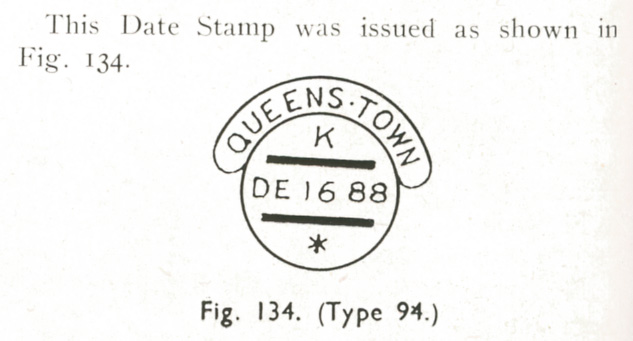 This Date Stamp was issued as shown in
Fig. 134.
QUEENS·TOWN
K
DE 16 88
*
Fig. 134. (Type 94.)